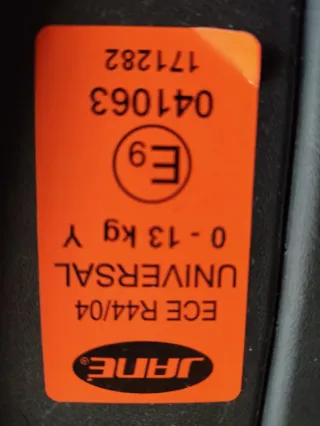 JANÉ®
ECE R44/04
UNIVERSAL
0 - 13 kg Y
E9
041063
171282